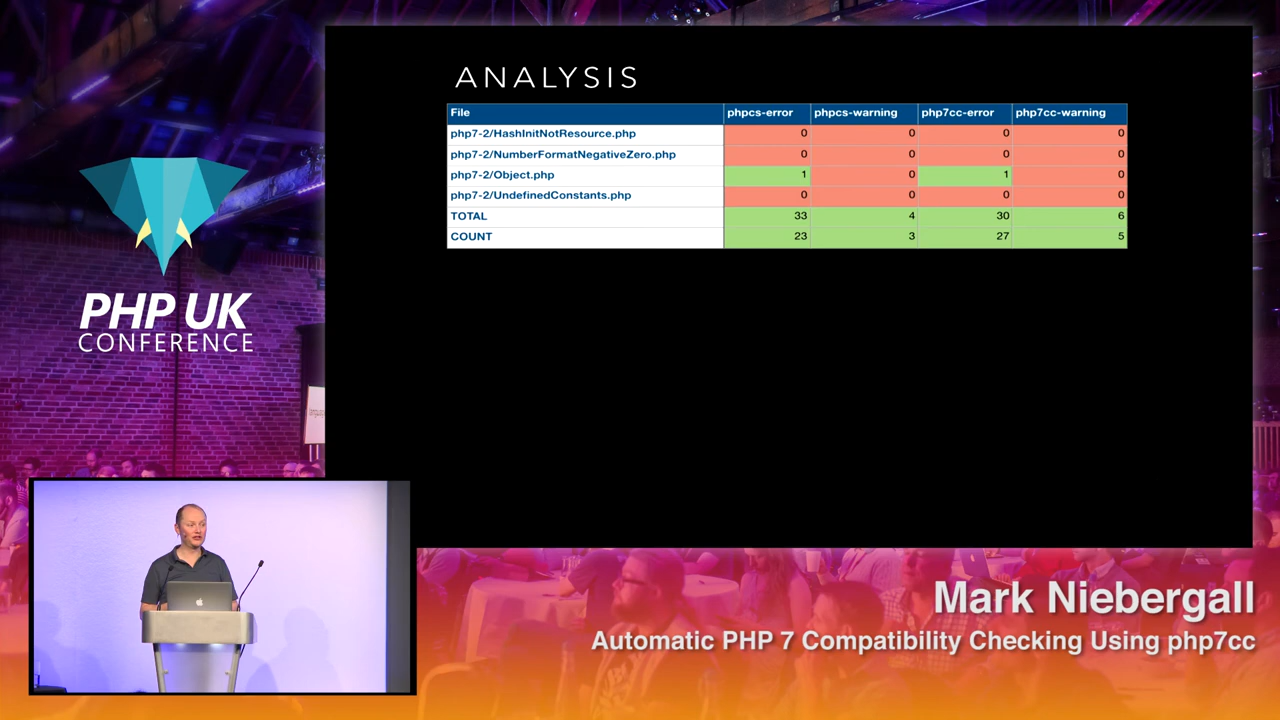 ANALYSIS
File phpcs-error phpcs-warning php7cc-error php7cc-warning
php7-2/HashInitNotResource.php 0 0 0 0
php7-2/NumberFormatNegativeZero.php 0 0 0 0
php7-2/Object.php 1 0 1 0
php7-2/UndefinedConstants.php 0 0 0 0
TOTAL 33 4 30 6
COUNT 23 3 27 5
PHP UK
CONFERENCE
Mark Niebergall
Automatic PHP 7 Compatibility Checking Using php7cc